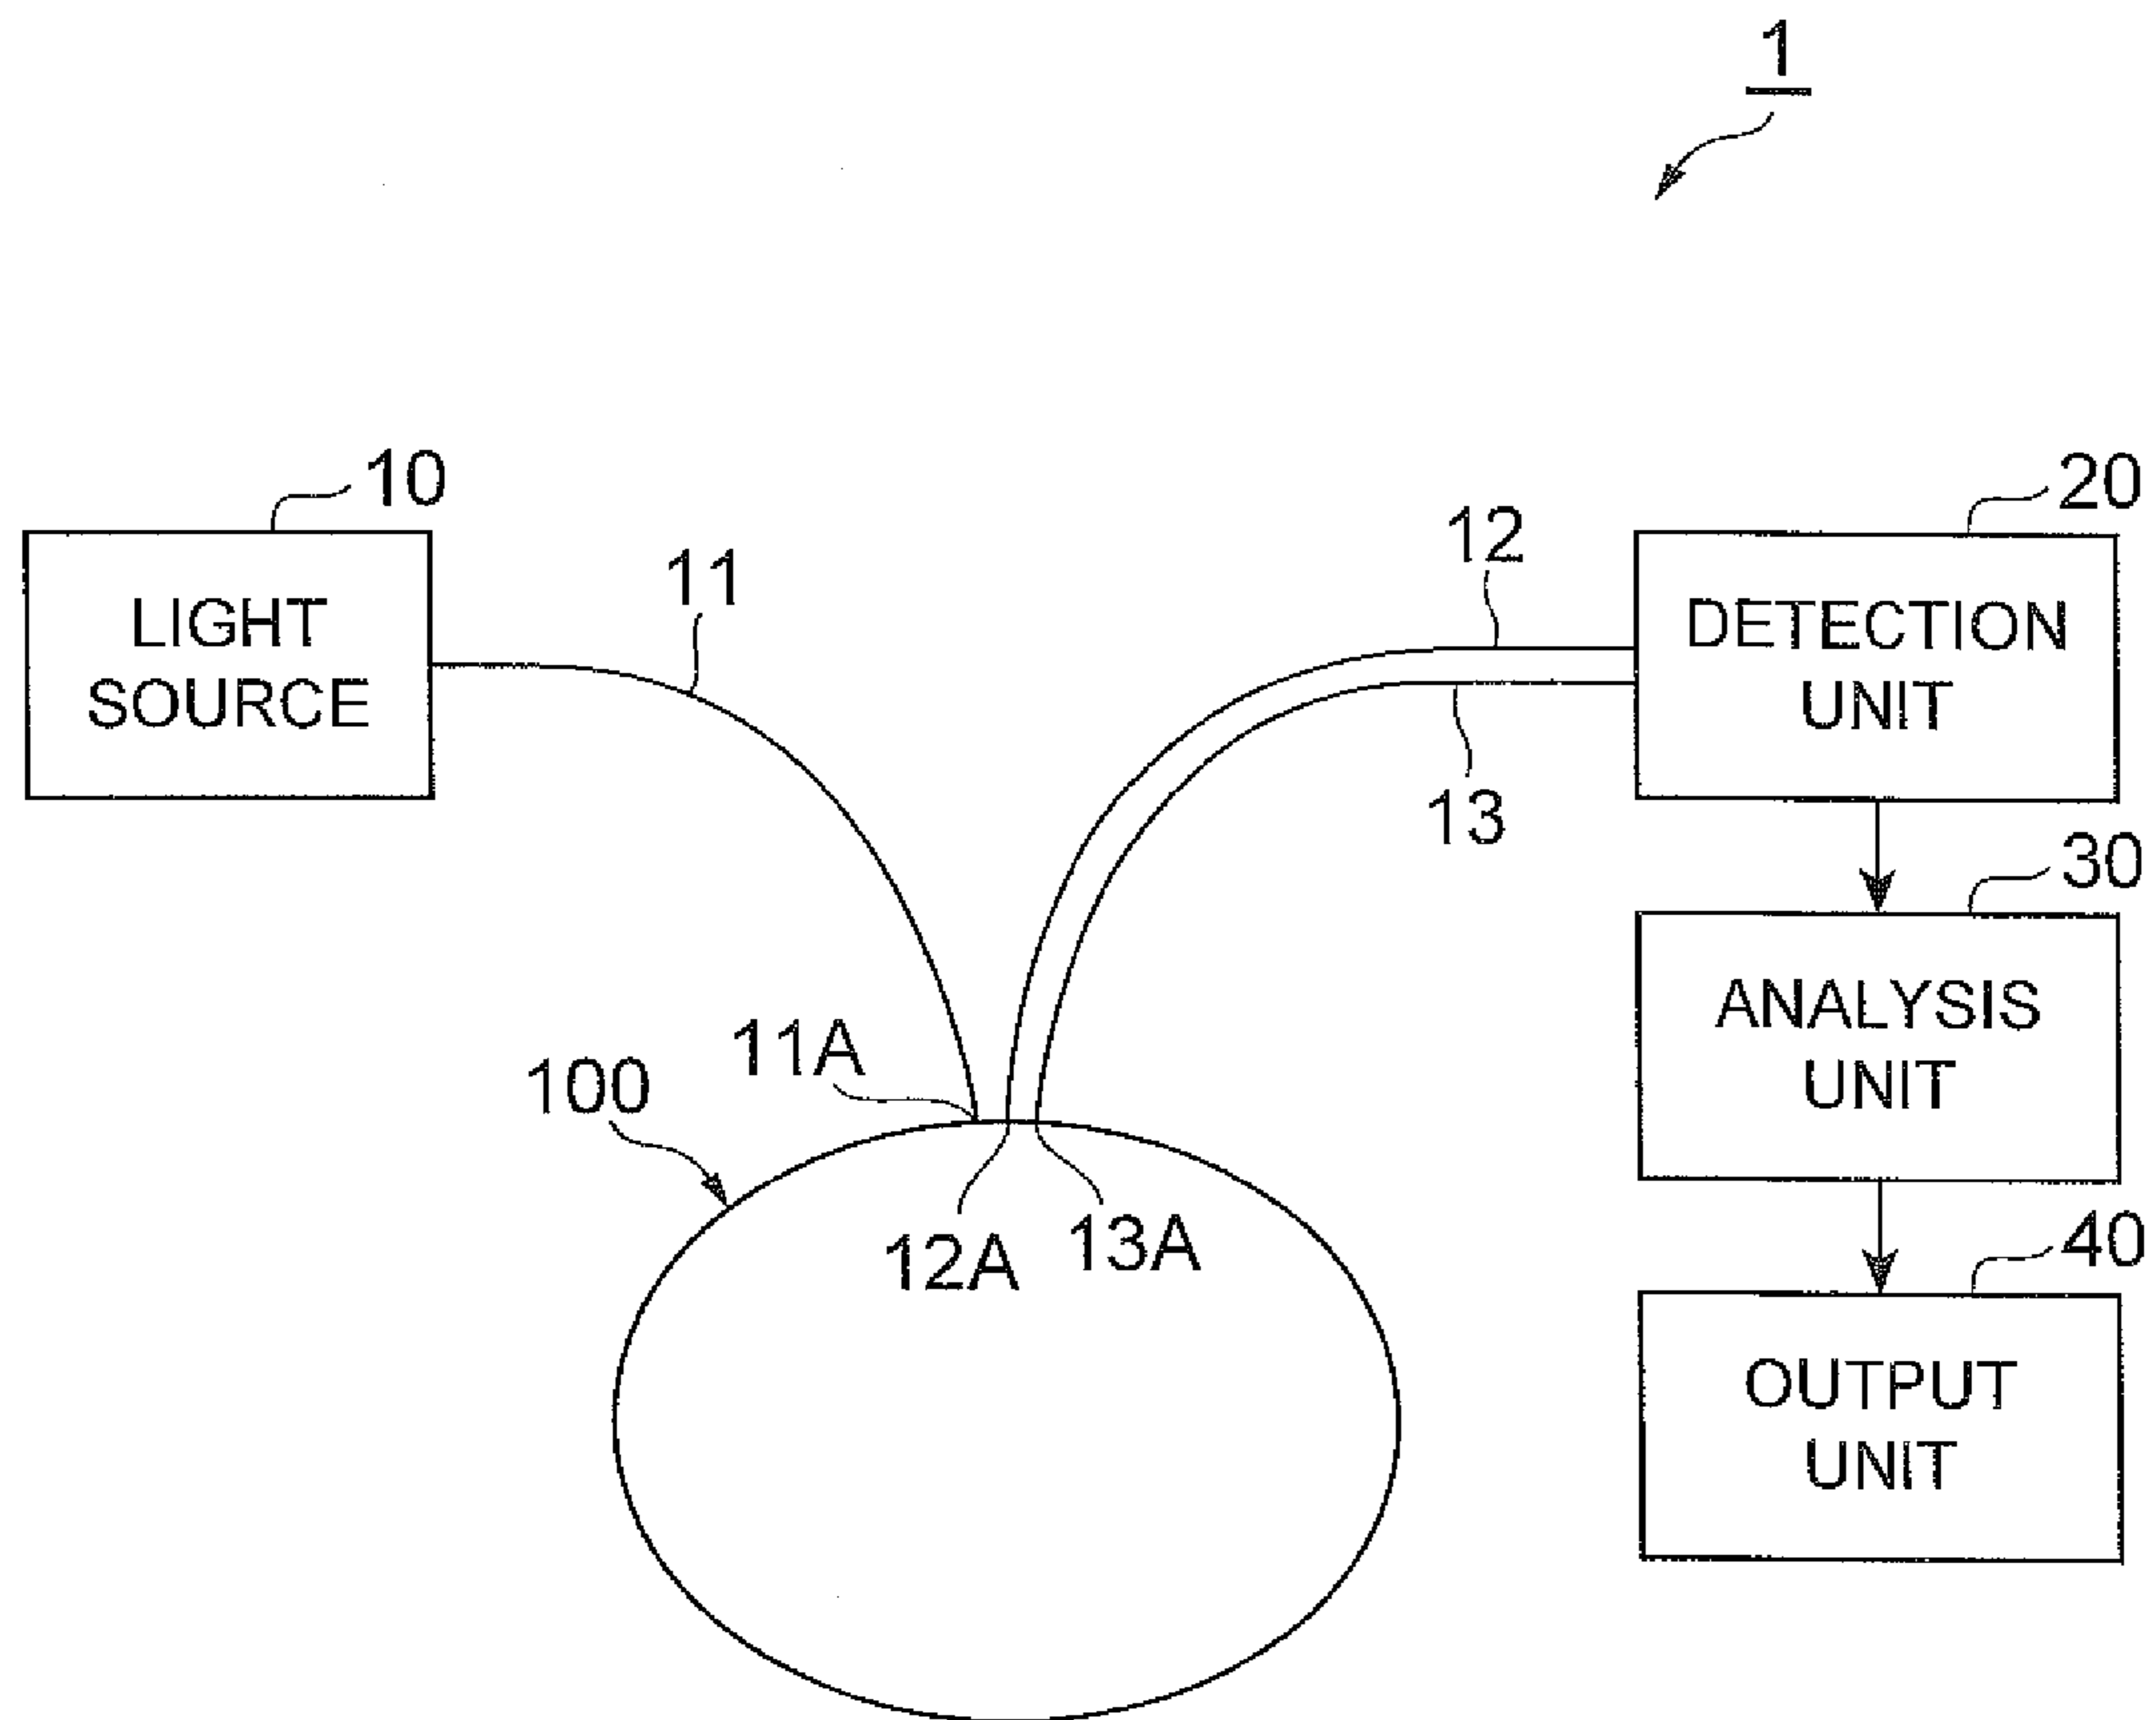 1
10
LIGHT
SOURCE
11
12
13
20
DETECTION
UNIT
30
ANALYSIS
UNIT
40
OUTPUT
UNIT
100
11A
12A
13A